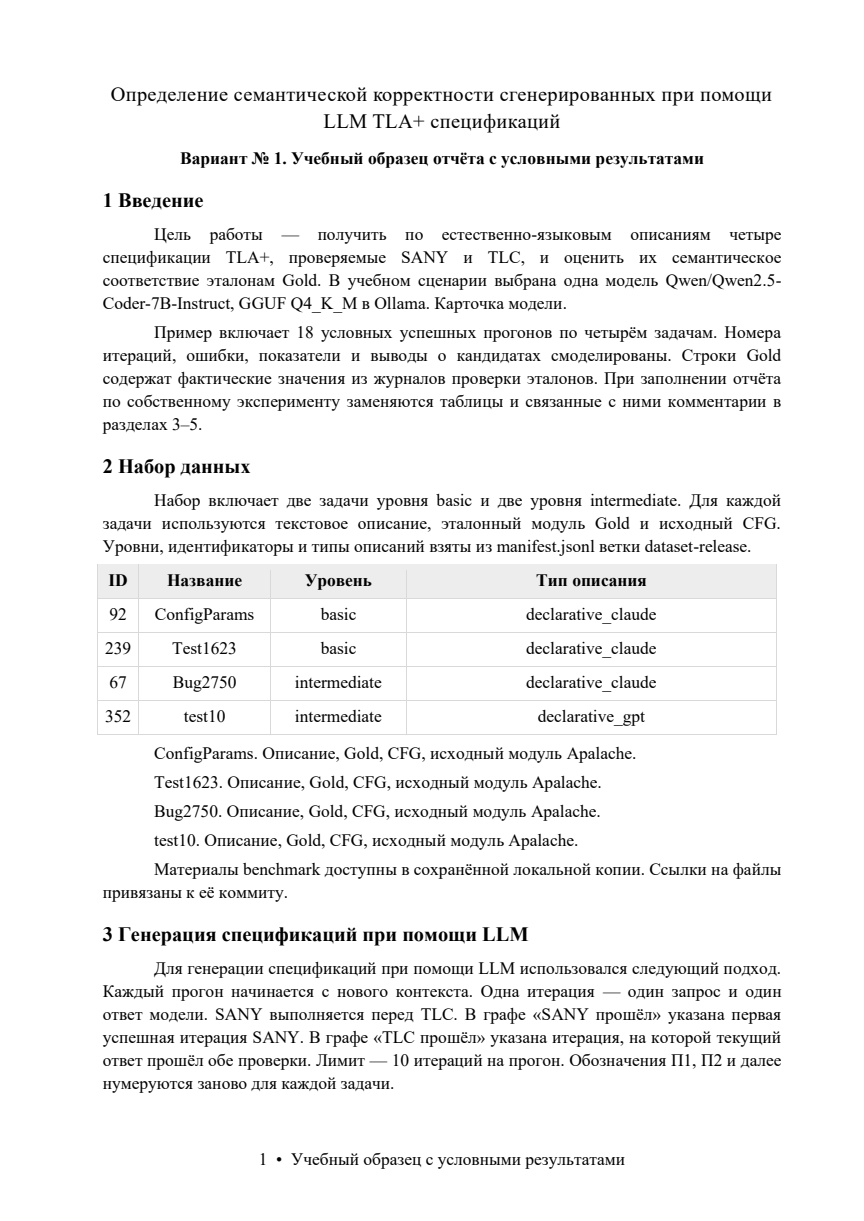 Определение семантической корректности сгенерированных при помощи
LLM TLA+ спецификаций
Вариант № 1. Учебный образец отчёта с условными результатами
1 Введение
Цель работы — получить по естественно-языковым описаниям четыре
спецификации TLA+, проверяемые SANY и TLC, и оценить их семантическое
соответствие эталонам Gold. В учебном сценарии выбрана одна модель Qwen/Qwen2.5-
Coder-7B-Instruct, GGUF Q4_K_M в Ollama. Карточка модели.
Пример включает 18 условных успешных прогонов по четырём задачам. Номера
итераций, ошибки, показатели и выводы о кандидатах смоделированы. Строки Gold
содержат фактические значения из журналов проверки эталонов. При заполнении отчёта
по собственному эксперименту заменяются таблицы и связанные с ними комментарии в
разделах 3–5.
2 Набор данных
Набор включает две задачи уровня basic и две уровня intermediate. Для каждой
задачи используются текстовое описание, эталонный модуль Gold и исходный CFG.
Уровни, идентификаторы и типы описаний взяты из manifest.jsonl ветки dataset-release.
ID Название Уровень Тип описания
92 ConfigParams basic declarative_claude
239 Test1623 basic declarative_claude
67 Bug2750 intermediate declarative_claude
352 test10 intermediate declarative_gpt
ConfigParams. Описание, Gold, CFG, исходный модуль Apalache.
Test1623. Описание, Gold, CFG, исходный модуль Apalache.
Bug2750. Описание, Gold, CFG, исходный модуль Apalache.
test10. Описание, Gold, CFG, исходный модуль Apalache.
Материалы benchmark доступны в сохранённой локальной копии. Ссылки на файлы
привязаны к её коммиту.
3 Генерация спецификаций при помощи LLM
Для генерации спецификаций при помощи LLM использовался следующий подход.
Каждый прогон начинается с нового контекста. Одна итерация — один запрос и один
ответ модели. SANY выполняется перед TLC. В графе «SANY прошёл» указана первая
успешная итерация SANY. В графе «TLC прошёл» указана итерация, на которой текущий
ответ прошёл обе проверки. Лимит — 10 итераций на прогон. Обозначения П1, П2 и далее
нумеруются заново для каждой задачи.
1 • Учебный образец с условными результатами